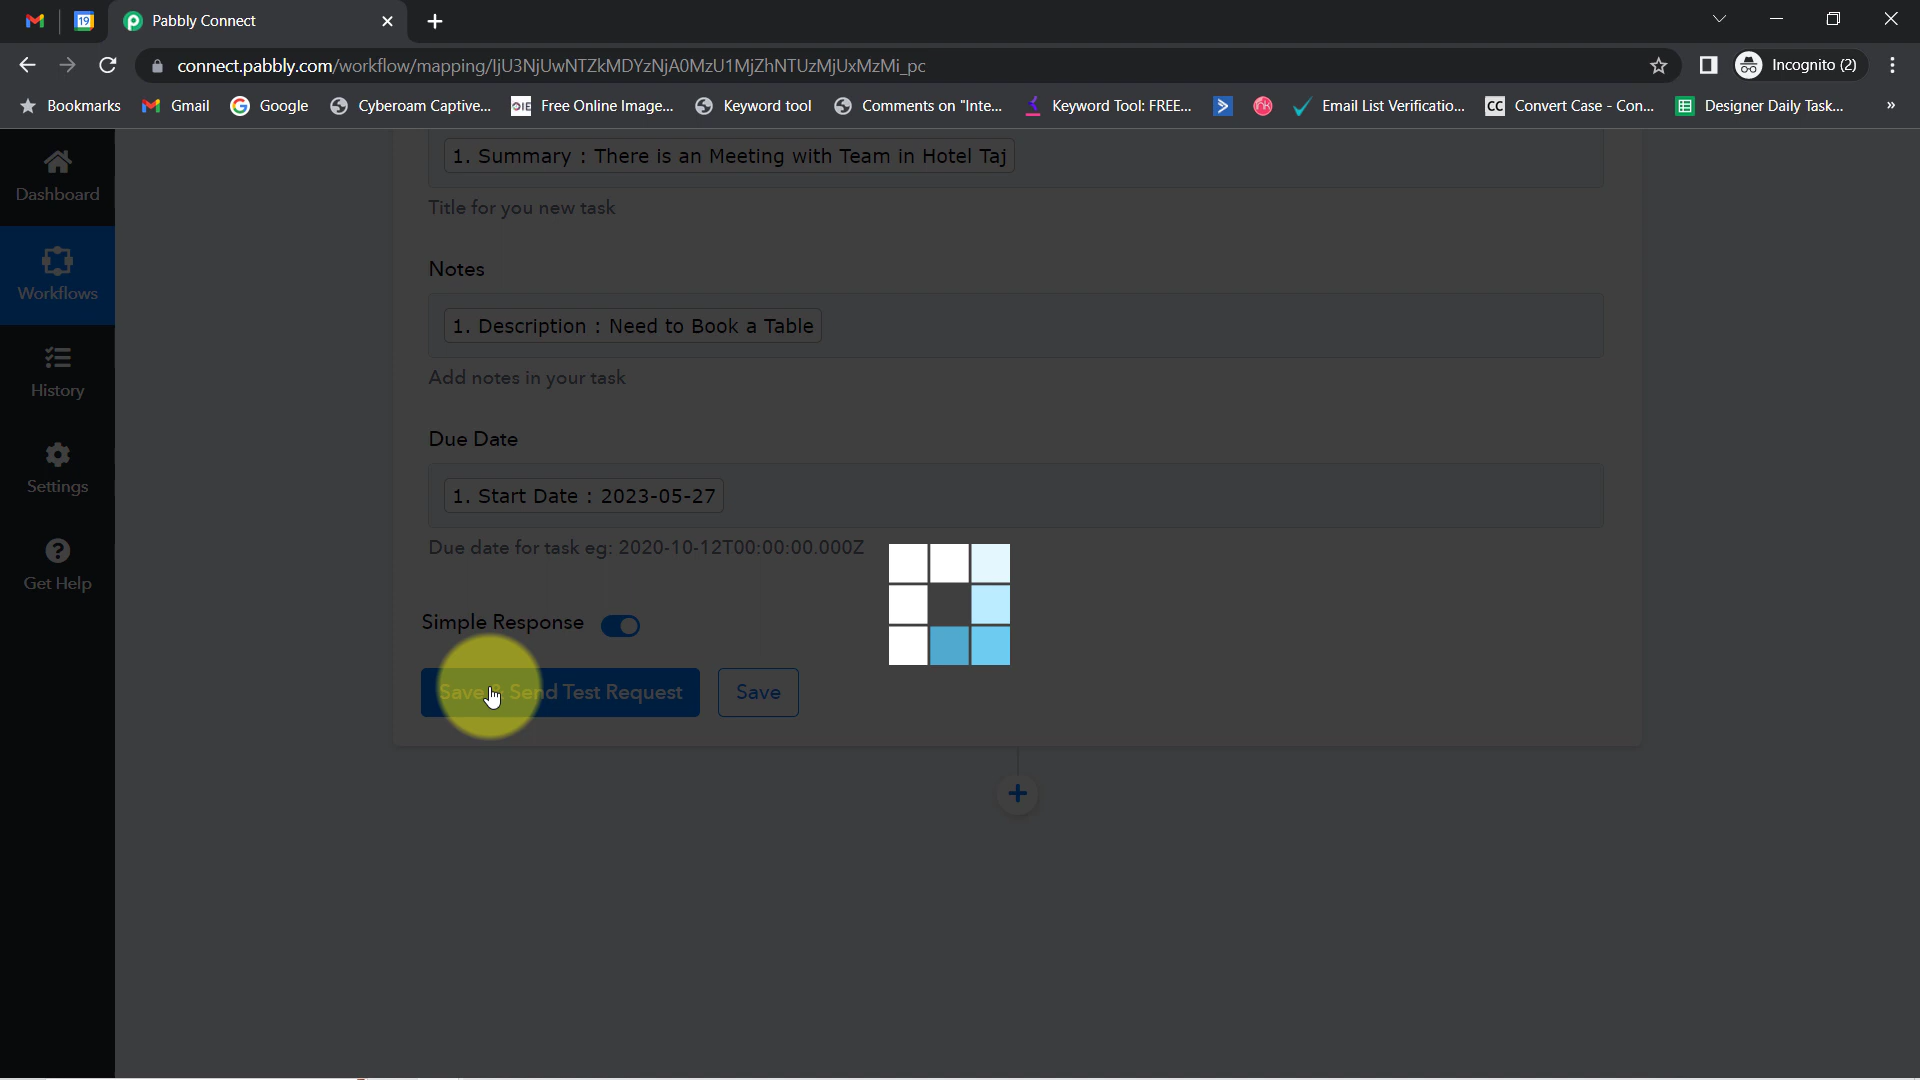 19
Pabbly Connect
connect.pabbly.com/workflow/mapping/IjU3NjUwNTZkMDYzNjA0MzU1MjZhNTUzMjUxMzMi_pc
Incognito (2)
Bookmarks
Gmail
Google
Cyberoam Captive...
OIE
Free Online Image...
Keyword tool
Comments on "Inte...
Keyword Tool: FREE...
Email List Verificatio...
CC
Convert Case - Con...
Designer Daily Task...
»
Dashboard
Workflows
History
Settings
Get Help
1. Summary : There is an Meeting with Team in Hotel Taj
Title for you new task
Notes
1. Description : Need to Book a Table
Add notes in your task
Due Date
1. Start Date : 2023-05-27
Due date for task eg: 2020-10-12T00:00:00.000Z
Simple Response
Save & Send Test Request
Save